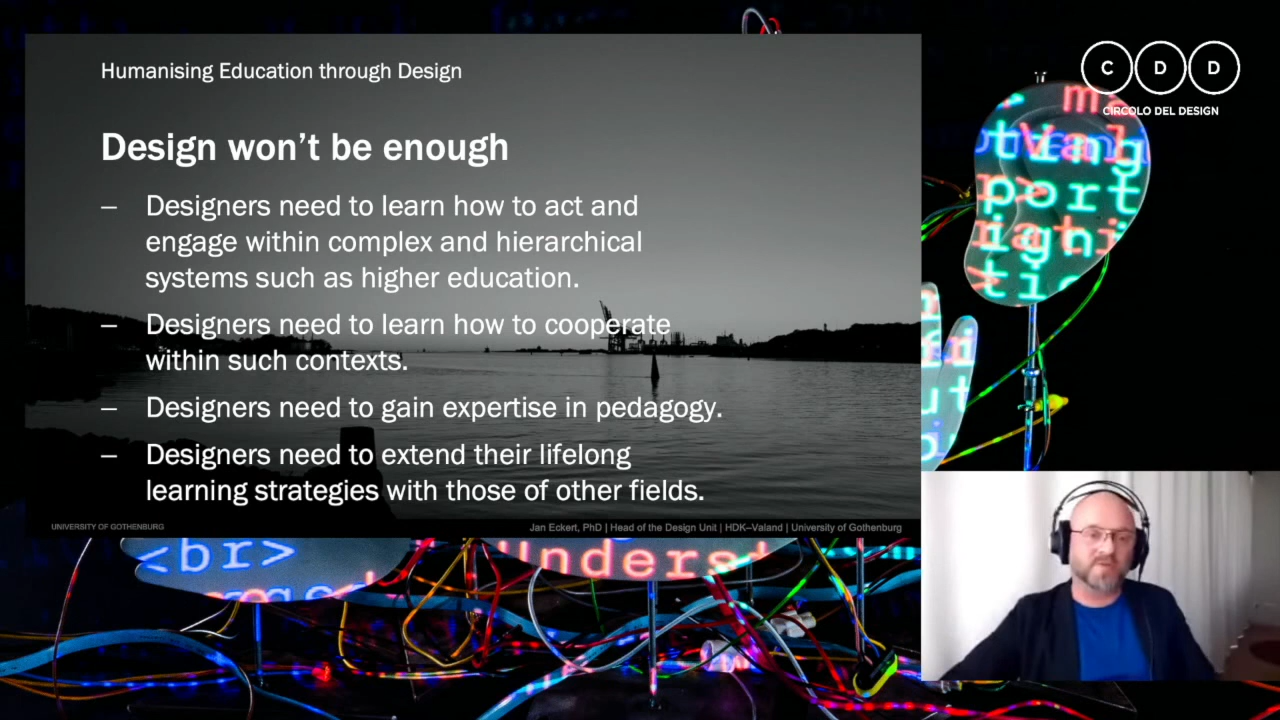 Humanising Education through Design
Design won't be enough
– Designers need to learn how to act and
engage within complex and hierarchical
systems such as higher education.
– Designers need to learn how to cooperate
within such contexts.
– Designers need to gain expertise in pedagogy.
– Designers need to extend their lifelong
learning strategies with those of other fields.
UNIVERSITY OF GOTHENBURG
Jan Eckert, PhD | Head of the Design Unit | HDK–Valand | University of Gothenburg
C D D
CIRCOLO DEL DESIGN
ting
port
tic
<br>
Underst